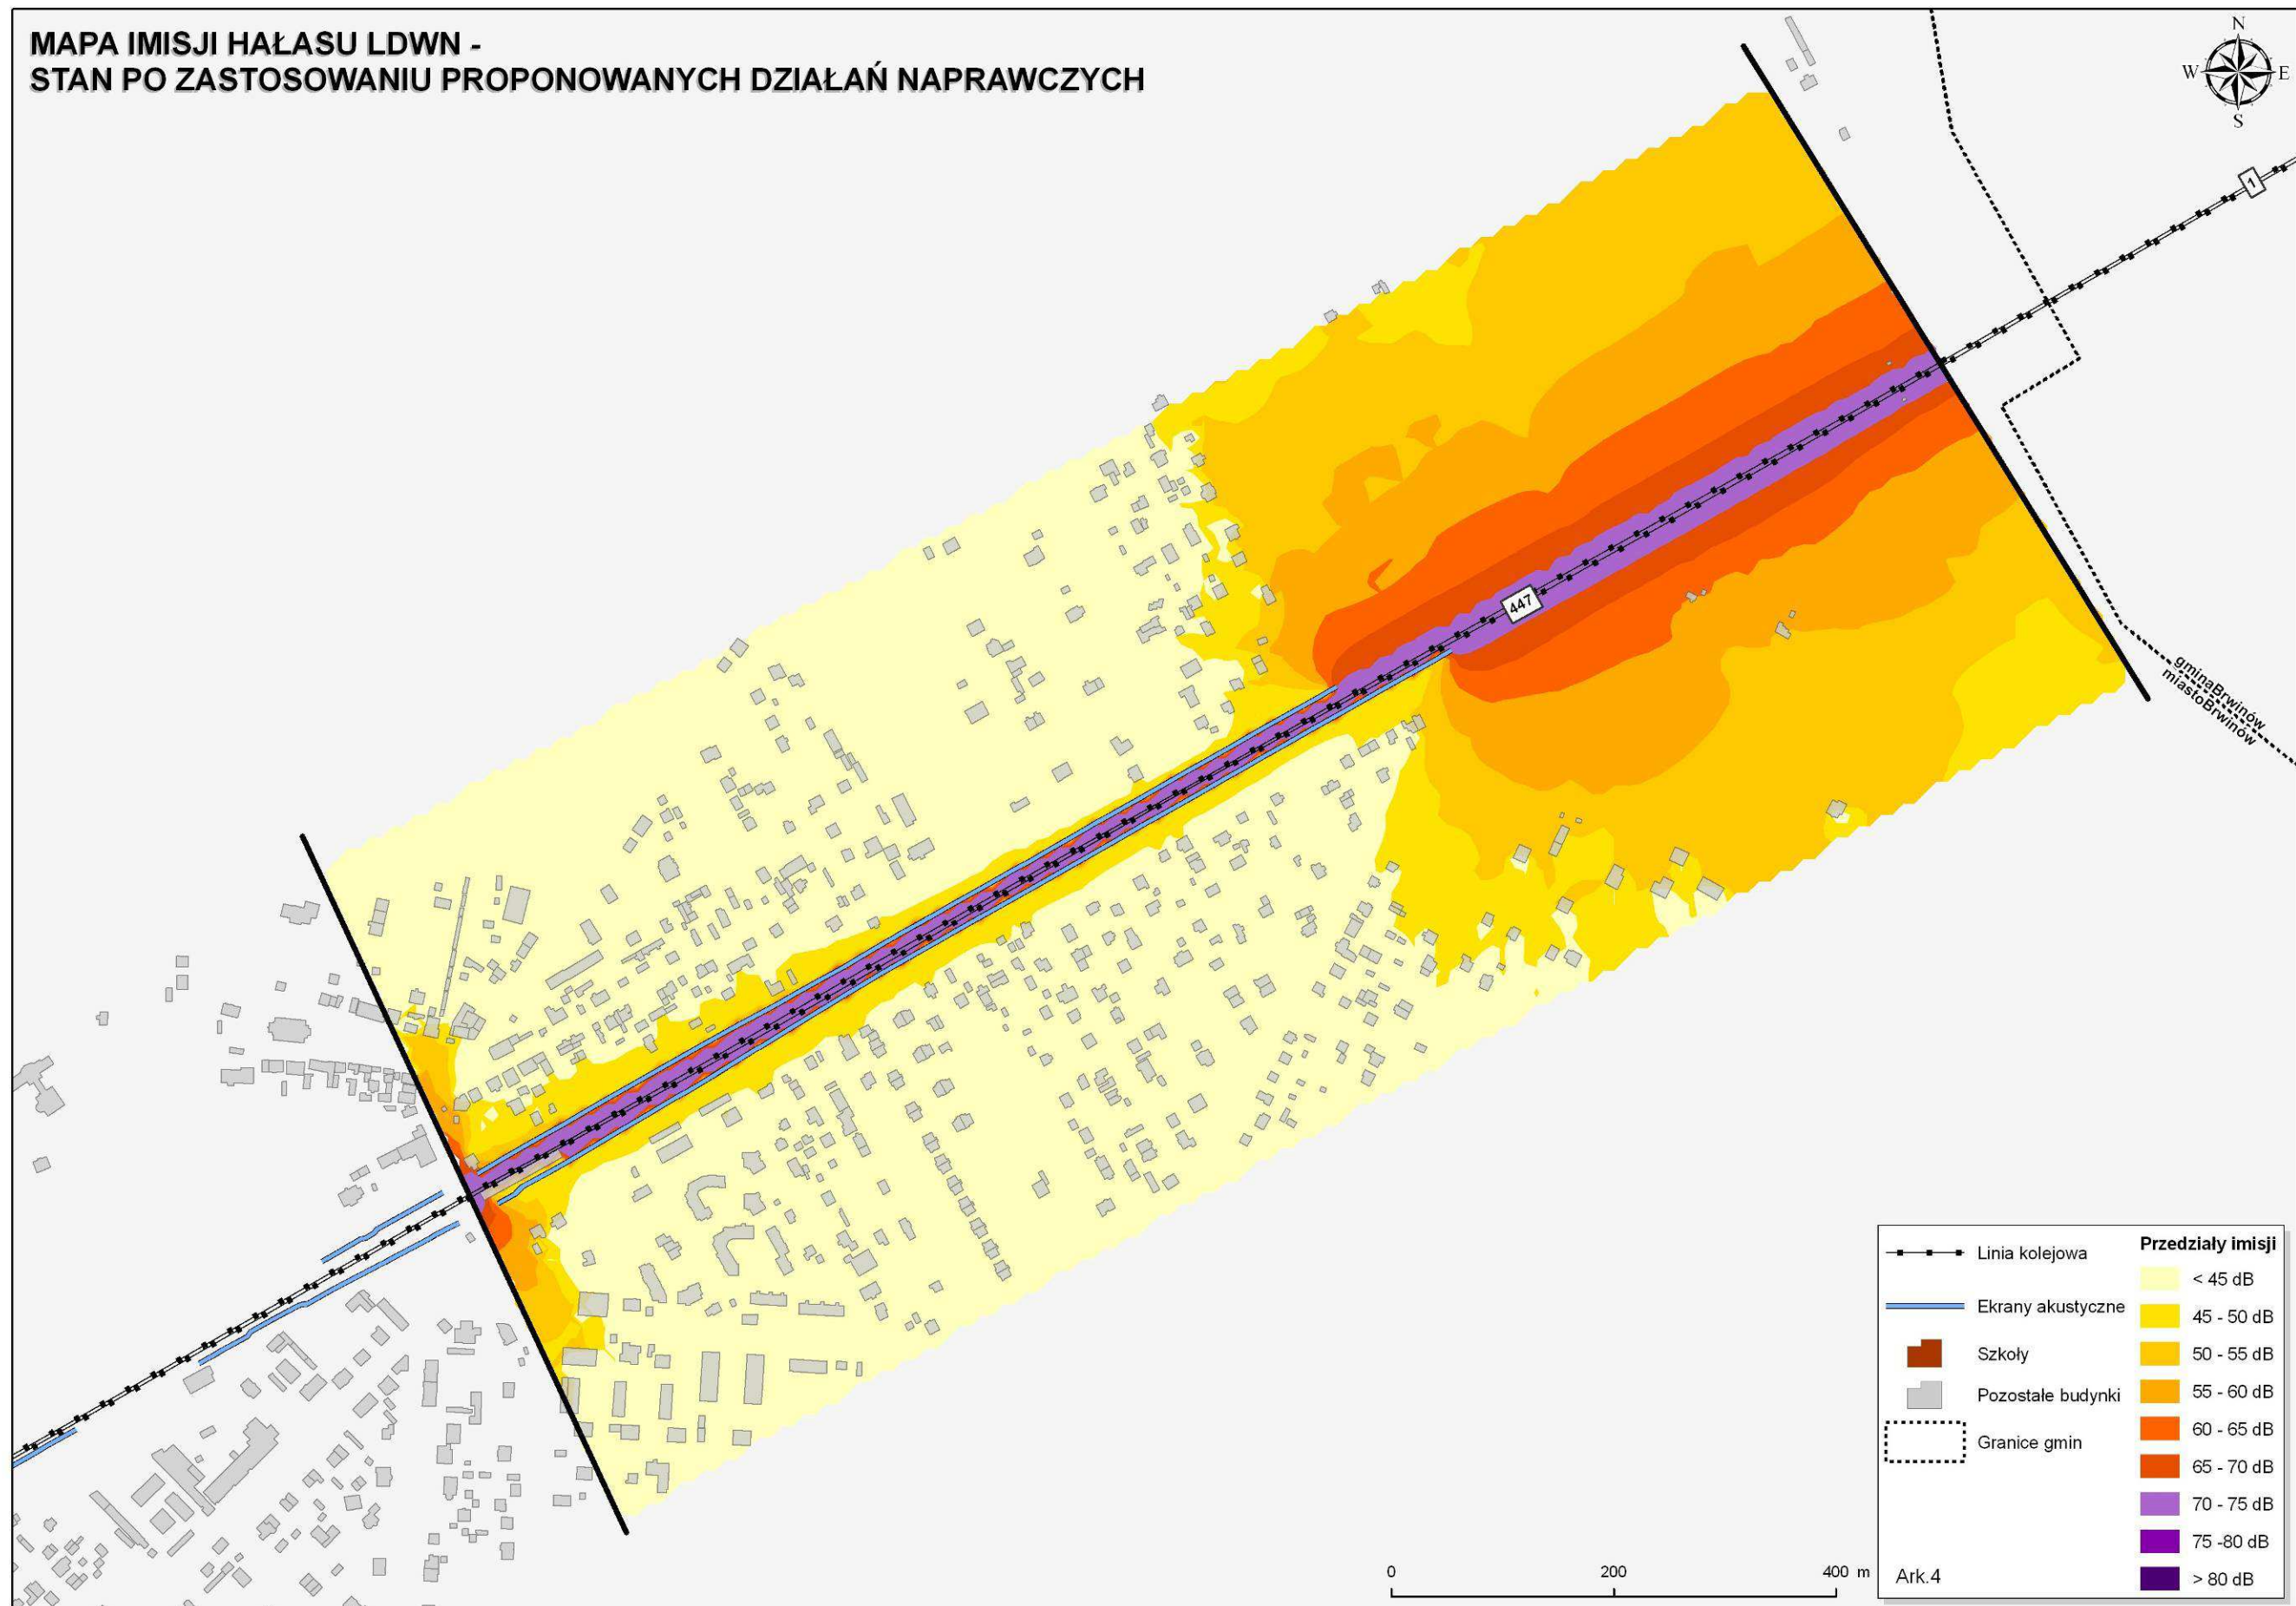 MAPA IMISJI HAŁASU LDWN -
STAN PO ZASTOSOWANIU PROPONOWANYCH DZIAŁAŃ NAPRAWCZYCH
N
W
E
S
1
447
gminaBrwinów
miastoBrwinów
Linia kolejowa
Ekrany akustyczne
Szkoły
Pozostałe budynki
Granice gmin
Przedziały imisji
< 45 dB
45 - 50 dB
50 - 55 dB
55 - 60 dB
60 - 65 dB
65 - 70 dB
70 - 75 dB
75 -80 dB
> 80 dB
Ark.4
0 200 400 m